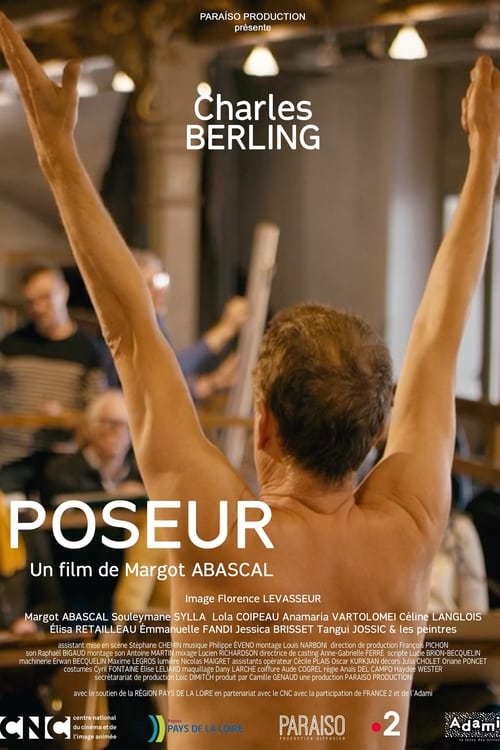 PARAÍSO PRODUCTION
présente
Charles
BERLING
POSEUR
Un film de Margot ABASCAL
Image Florence LEVASSEUR
Margot ABASCAL Souleymane SYLLA Lola COIPEAU Anamaria VARTOLOMEI Céline LANGLOIS
Élisa RETAILLEAU Émmanuelle FANDI Jessica BRISSET Tangui JOSSIC & les peintres
assistant mise en scène Stéphane CHEMIN musique Philippe ÉVENO montage Louis NARBONI direction de production François PICHON
son Raphaël BIGAUD montage son Antoine MARTIN mixage Lucien RICHARDSON directrice de casting Anne-Gabrielle FERRE scripte Lucie BRION-BECQUELIN
machinerie Erwan BECQUELIN Maxime LEGROS lumière Nicolas MAIGRET assistants opérateur Cécile PLAIS Oscar KURKJIAN décors Julia CHOLET Oriane PONCET
costumes Cyril FONTAINE Élise LELIARD maquillage Dany LARCHÉ coiffure Aude COGREL régie Anaïs DEL CAMPO Haydée WESTER
secrétariat de production Loïc DIMITCH produit par Camille GENAUD une production PARAISO PRODUCTION
avec le soutien de la RÉGION PAYS DE LA LOIRE en partenariat avec le CNC avec la participation de FRANCE 2 et de l'Adami
CNC centre national
du cinéma et de
l'image animée
Région
PAYS DE LA LOIRE
PARAISO
PRODUCTION DIFFUSION
2
Adami